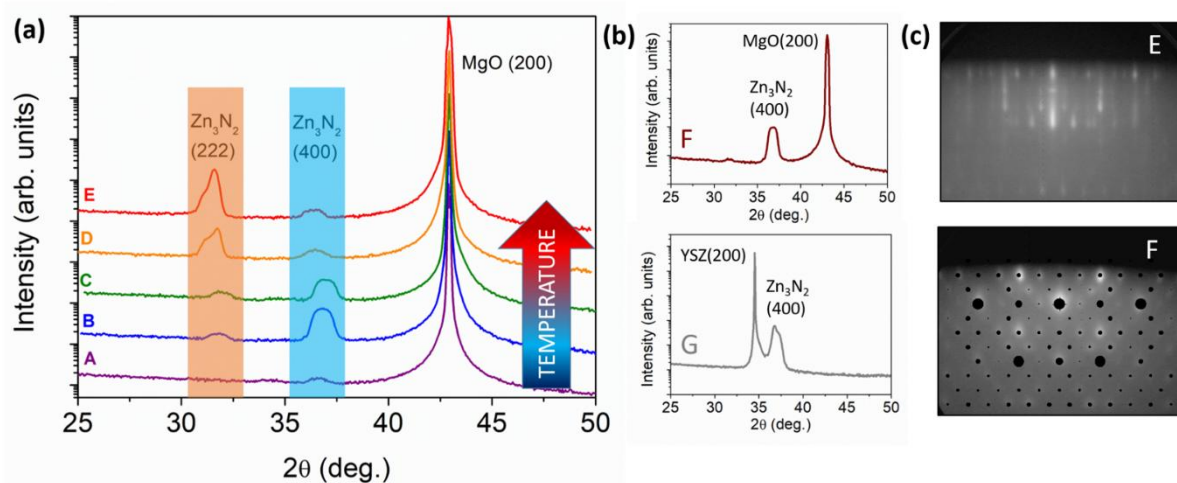 (a)
Intensity (arb. units)
Zn₃N₂
(222)
Zn₃N₂
(400)
MgO (200)
E
D
C
B
A
TEMPERATURE
25 30 35 40 45 50
2θ (deg.)
(b)
Intensity (arb. units)
MgO(200)
Zn₃N₂
(400)
F
25 30 35 40 45 50
2θ (deg.)
Intensity (arb. units)
YSZ(200)
Zn₃N₂
(400)
G
25 30 35 40 45 50
2θ (deg.)
(c)
E
F